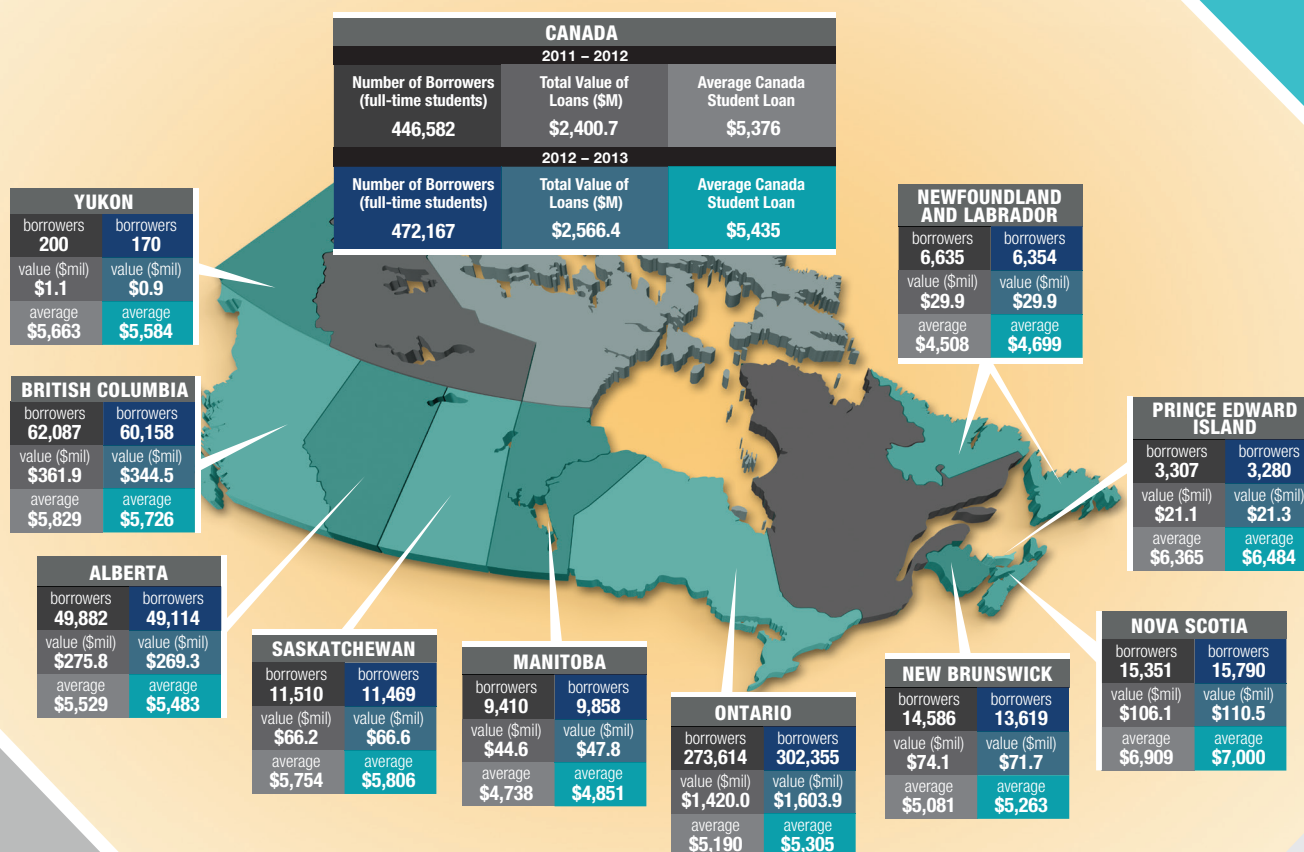 CANADA
2011 – 2012
Number of Borrowers
(full-time students)
446,582
Total Value of
Loans ($M)
$2,400.7
Average Canada
Student Loan
$5,376
2012 – 2013
Number of Borrowers
(full-time students)
472,167
Total Value of
Loans ($M)
$2,566.4
Average Canada
Student Loan
$5,435
YUKON
borrowers borrowers
200 170
value ($mil) value ($mil)
$1.1 $0.9
average average
$5,663 $5,584
BRITISH COLUMBIA
borrowers borrowers
62,087 60,158
value ($mil) value ($mil)
$361.9 $344.5
average average
$5,829 $5,726
ALBERTA
borrowers borrowers
49,882 49,114
value ($mil) value ($mil)
$275.8 $269.3
average average
$5,529 $5,483
SASKATCHEWAN
borrowers borrowers
11,510 11,469
value ($mil) value ($mil)
$66.2 $66.6
average average
$5,754 $5,806
MANITOBA
borrowers borrowers
9,410 9,858
value ($mil) value ($mil)
$44.6 $47.8
average average
$4,738 $4,851
ONTARIO
borrowers borrowers
273,614 302,355
value ($mil) value ($mil)
$1,420.0 $1,603.9
average average
$5,190 $5,305
NEW BRUNSWICK
borrowers borrowers
14,586 13,619
value ($mil) value ($mil)
$74.1 $71.7
average average
$5,081 $5,263
NOVA SCOTIA
borrowers borrowers
15,351 15,790
value ($mil) value ($mil)
$106.1 $110.5
average average
$6,909 $7,000
PRINCE EDWARD
ISLAND
borrowers borrowers
3,307 3,280
value ($mil) value ($mil)
$21.1 $21.3
average average
$6,365 $6,484
NEWFOUNDLAND
AND LABRADOR
borrowers borrowers
6,635 6,354
value ($mil) value ($mil)
$29.9 $29.9
average average
$4,508 $4,699